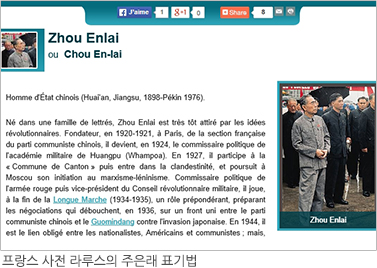 J'aime 1 g+1 0 Share 8
Zhou Enlai
ou Chou En-lai
Homme d'État chinois (Huai'an, Jiangsu, 1898-Pékin 1976).
Né dans une famille de lettrés, Zhou Enlai est très tôt attiré par les idées
révolutionnaires. Fondateur, en 1920-1921, à Paris, de la section française
du parti communiste chinois, il devient, en 1924, le commissaire politique de
l'académie militaire de Huangpu (Whampoa). En 1927, il participe à la
« Commune de Canton » puis entre dans la clandestinité, et poursuit à
Moscou son initiation au marxisme-léninisme. Commissaire politique de
l'armée rouge puis vice-président du Conseil révolutionnaire militaire, il joue,
à la fin de la Longue Marche (1934-1935), un rôle prépondérant, préparant
les négociations qui débouchent, en 1936, sur un front uni entre le parti
communiste chinois et le Guomindang contre l'invasion japonaise. En 1944, il
est le lien obligé entre les nationalistes, Américains et communistes ; mais,
Zhou Enlai
프랑스 사전 라루스의 주은래 표기법